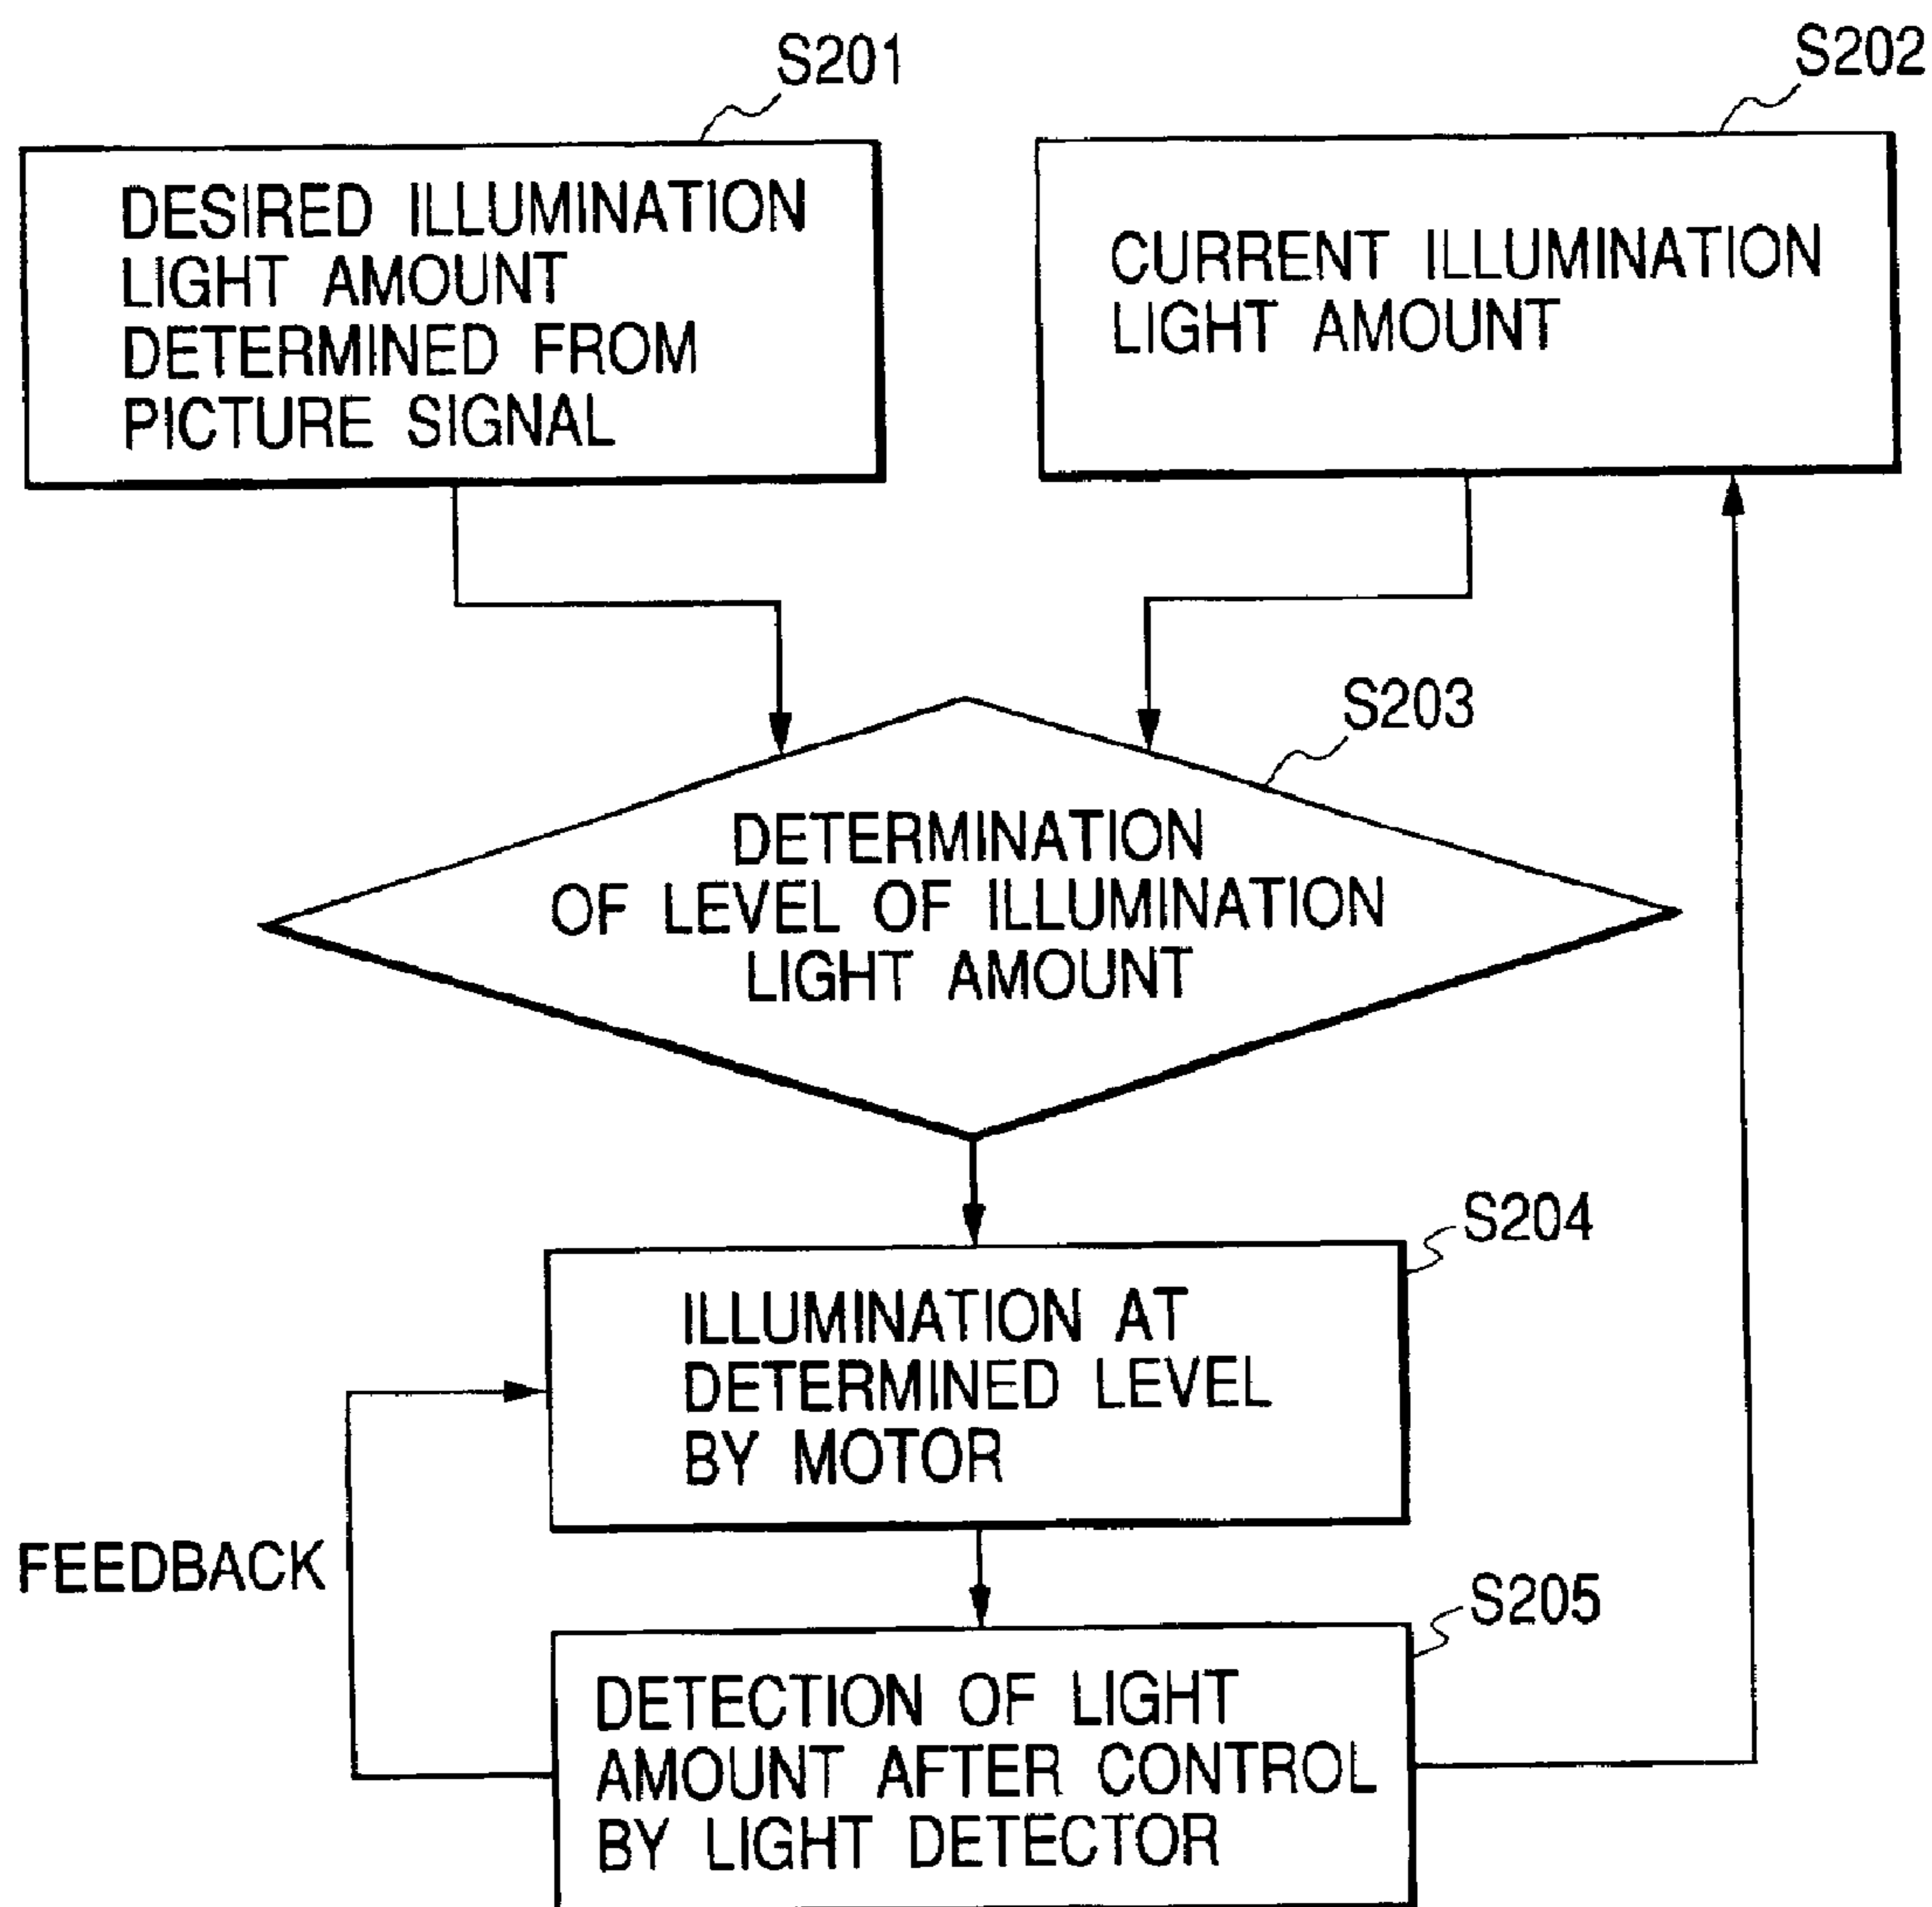 S201
DESIRED ILLUMINATION
LIGHT AMOUNT
DETERMINED FROM
PICTURE SIGNAL
S202
CURRENT ILLUMINATION
LIGHT AMOUNT
S203
DETERMINATION
OF LEVEL OF ILLUMINATION
LIGHT AMOUNT
S204
ILLUMINATION AT
DETERMINED LEVEL
BY MOTOR
FEEDBACK
S205
DETECTION OF LIGHT
AMOUNT AFTER CONTROL
BY LIGHT DETECTOR